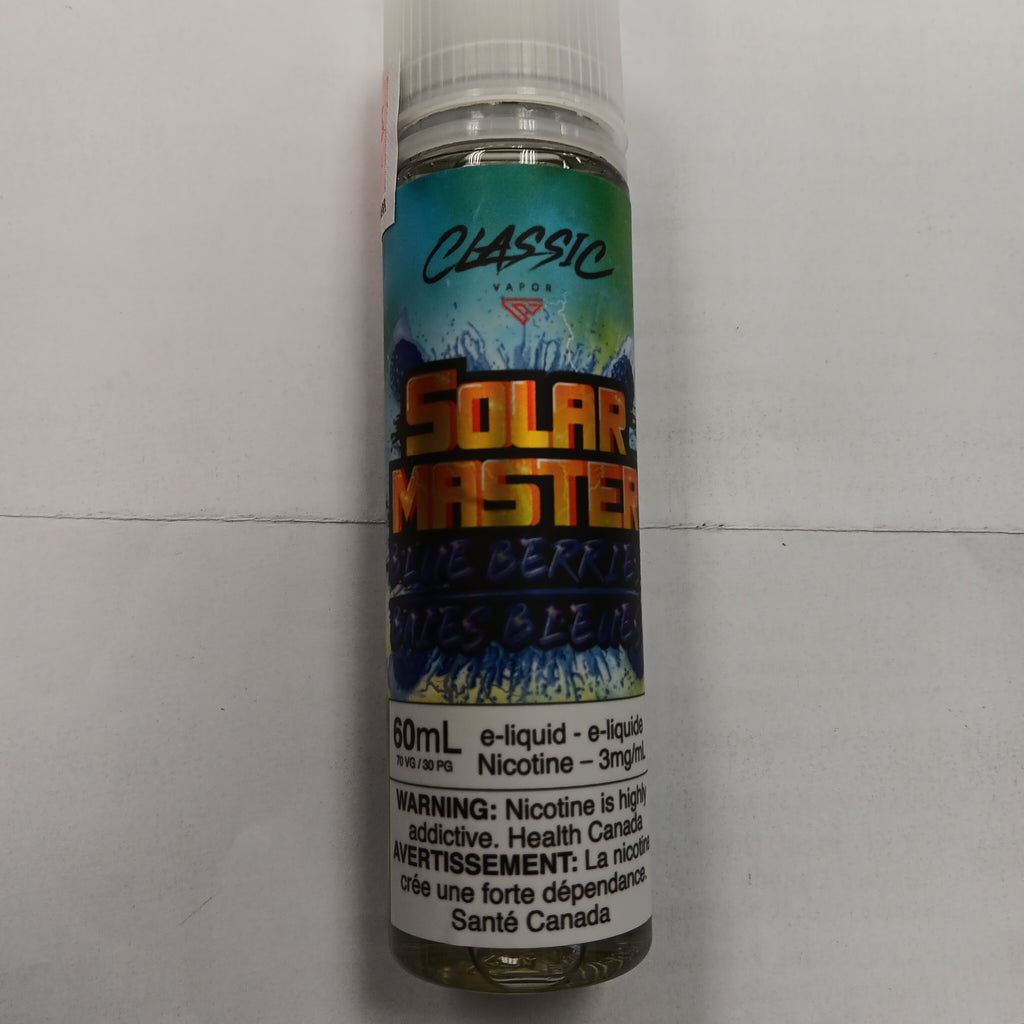 CLASSIC
VAPOR
SOLAR
MASTER
BLUE BERRIES
BAIES BLEUES
60mL
70 VG / 30 PG
e-liquid - e-liquide
Nicotine – 3mg/mL
WARNING: Nicotine is highly
addictive. Health Canada
AVERTISSEMENT: La nicotine
crée une forte dépendance.
Santé Canada